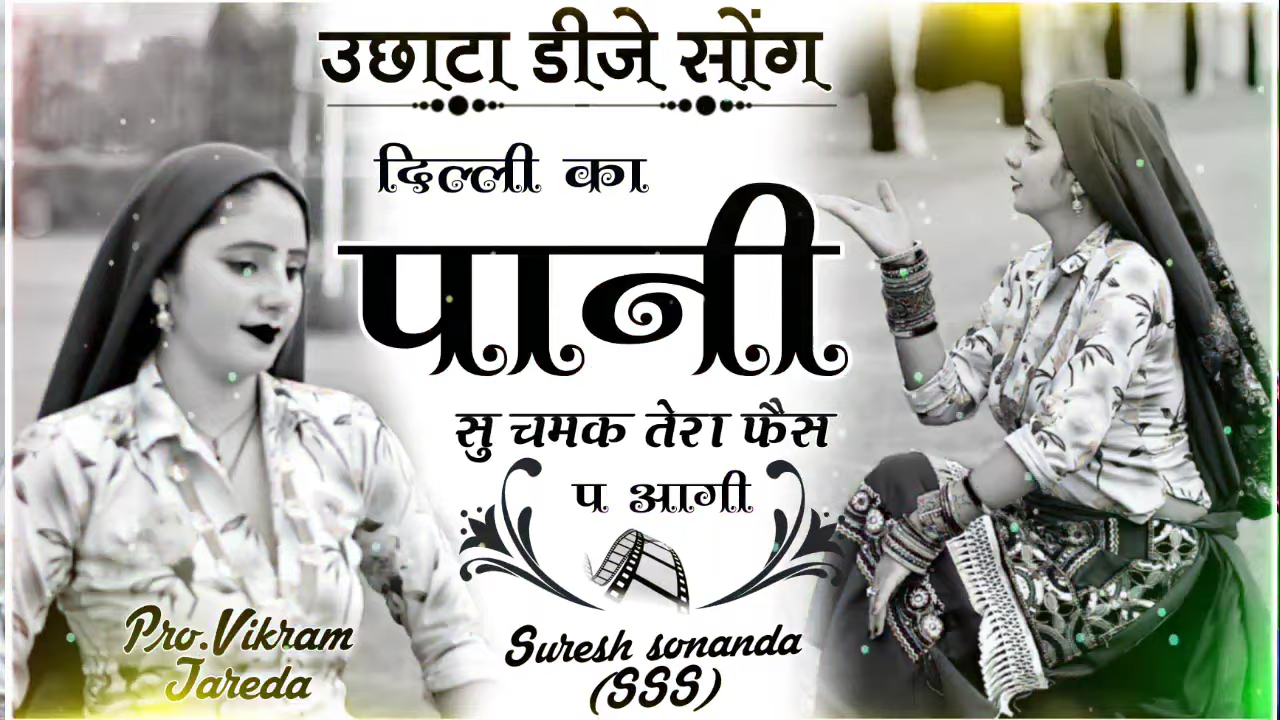 उछाटा डीजे सोंग
दिल्ली का
पानी
सु चमक तेरा फैस
प आगी
Pro.Vikram
Jareda
Suresh sonanda
(SSS)